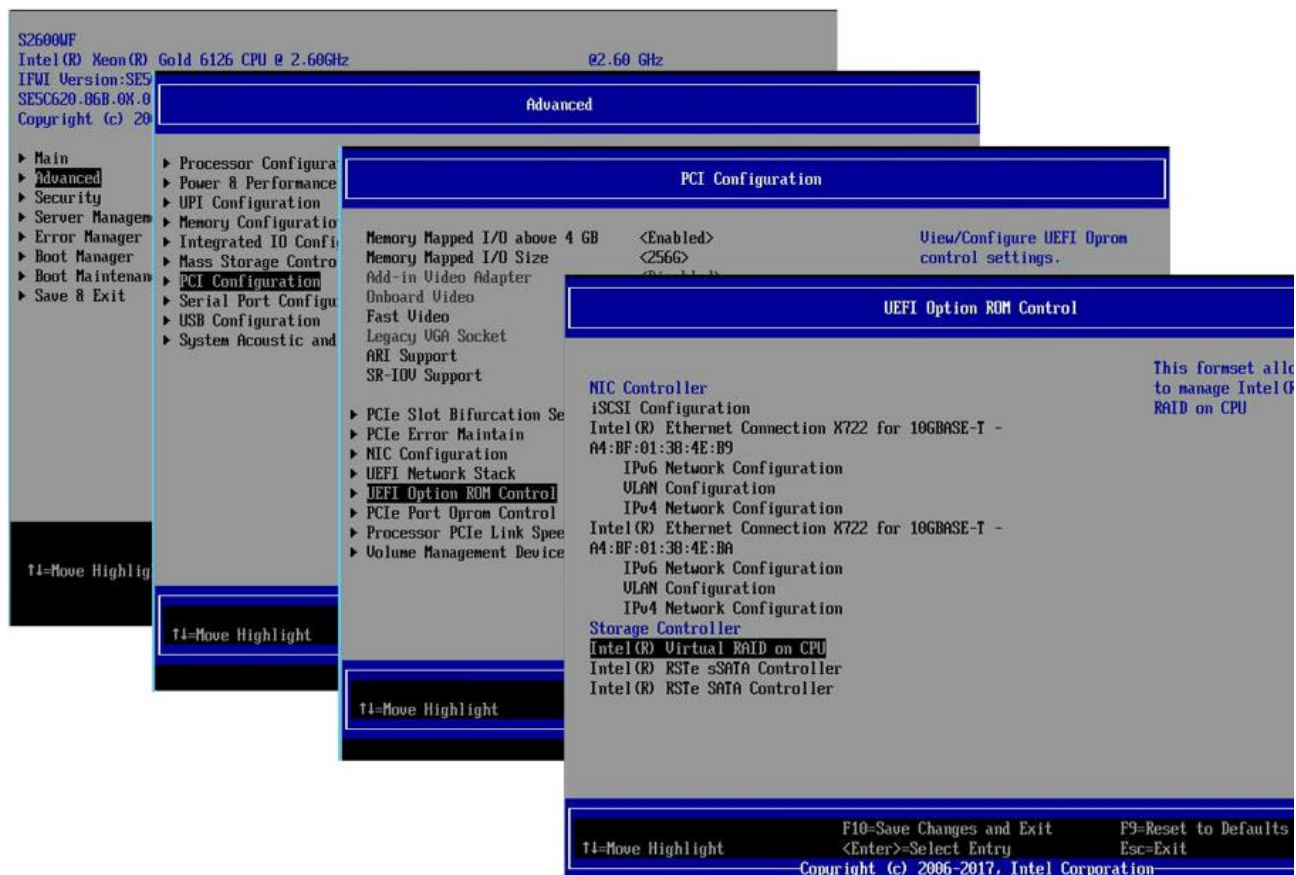 S2600WF
Intel(R) Xeon(R) Gold 6126 CPU @ 2.60GHz @2.60 GHz
IFWI Version:SE5
SE5C620.86B.0X.0
Copyright (c) 20
Main
Advanced
Security
Server Managem
Error Manager
Boot Manager
Boot Maintenan
Save & Exit
↑↓=Move Highlig
Advanced
Processor Configura
Power & Performance
UPI Configuration
Memory Configuratio
Integrated IO Confi
Mass Storage Contro
PCI Configuration
Serial Port Configu
USB Configuration
System Acoustic and
↑↓=Move Highlight
PCI Configuration
Memory Mapped I/O above 4 GB <Enabled>
Memory Mapped I/O Size <256G>
Add-in Video Adapter
Onboard Video
Fast Video
Legacy VGA Socket
ARI Support
SR-IOV Support
PCIe Slot Bifurcation Se
PCIe Error Maintain
NIC Configuration
UEFI Network Stack
UEFI Option ROM Control
PCIe Port Oprom Control
Processor PCIe Link Spee
Volume Management Device
View/Configure UEFI Oprom
control settings.
↑↓=Move Highlight
UEFI Option ROM Control
NIC Controller
iSCSI Configuration
Intel(R) Ethernet Connection X722 for 10GBASE-T -
A4:BF:01:38:4E:B9
IPv6 Network Configuration
VLAN Configuration
IPv4 Network Configuration
Intel(R) Ethernet Connection X722 for 10GBASE-T -
A4:BF:01:38:4E:BA
IPv6 Network Configuration
VLAN Configuration
IPv4 Network Configuration
Storage Controller
Intel(R) Virtual RAID on CPU
Intel(R) RSTe sSATA Controller
Intel(R) RSTe SATA Controller
This formset allo
to manage Intel(R
RAID on CPU
F10=Save Changes and Exit F9=Reset to Defaults
↑↓=Move Highlight <Enter>=Select Entry Esc=Exit
Copyright (c) 2006-2017, Intel Corporation